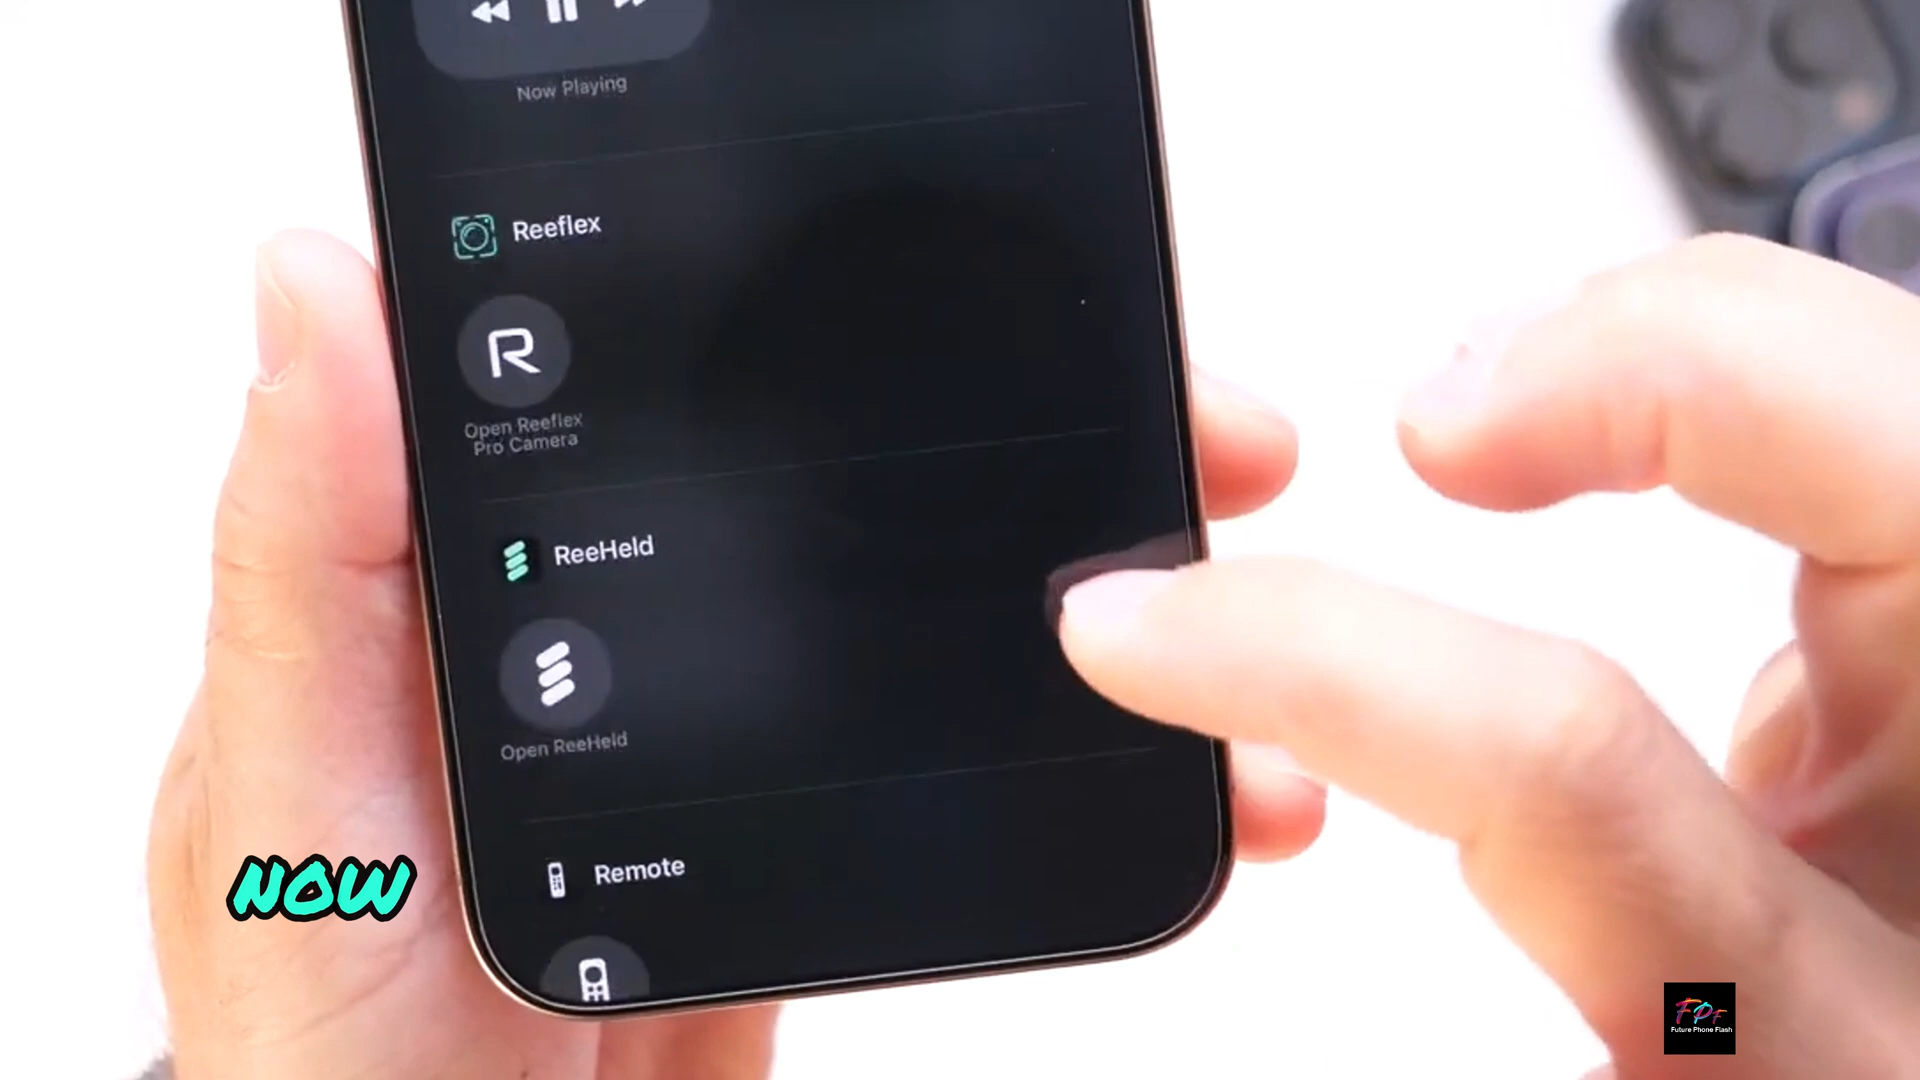 Now Playing
Reeflex
R
Open Reeflex
Pro Camera
ReeHeld
Open ReeHeld
NOW
Remote
FPF
Future Phone Flash